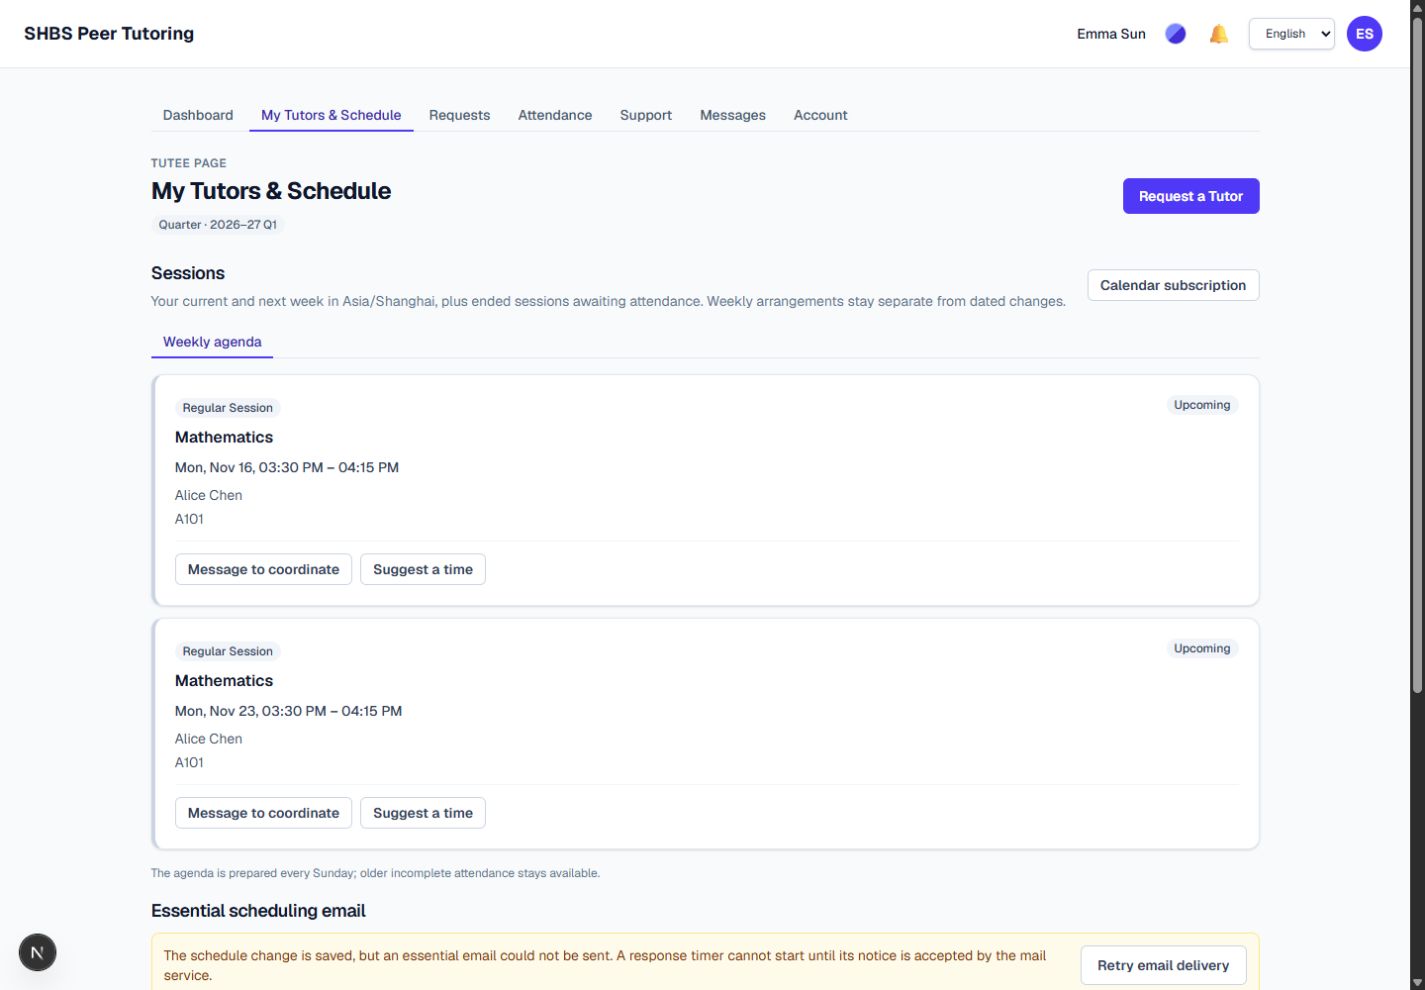 SHBS Peer Tutoring
Emma Sun
English
ES
Dashboard
My Tutors & Schedule
Requests
Attendance
Support
Messages
Account
TUTEE PAGE
My Tutors & Schedule
Request a Tutor
Quarter · 2026–27 Q1
Sessions
Your current and next week in Asia/Shanghai, plus ended sessions awaiting attendance. Weekly arrangements stay separate from dated changes.
Calendar subscription
Weekly agenda
Regular Session
Upcoming
Mathematics
Mon, Nov 16, 03:30 PM – 04:15 PM
Alice Chen
A101
Message to coordinate
Suggest a time
Regular Session
Upcoming
Mathematics
Mon, Nov 23, 03:30 PM – 04:15 PM
Alice Chen
A101
Message to coordinate
Suggest a time
The agenda is prepared every Sunday; older incomplete attendance stays available.
Essential scheduling email
The schedule change is saved, but an essential email could not be sent. A response timer cannot start until its notice is accepted by the mail
service.
Retry email delivery
N